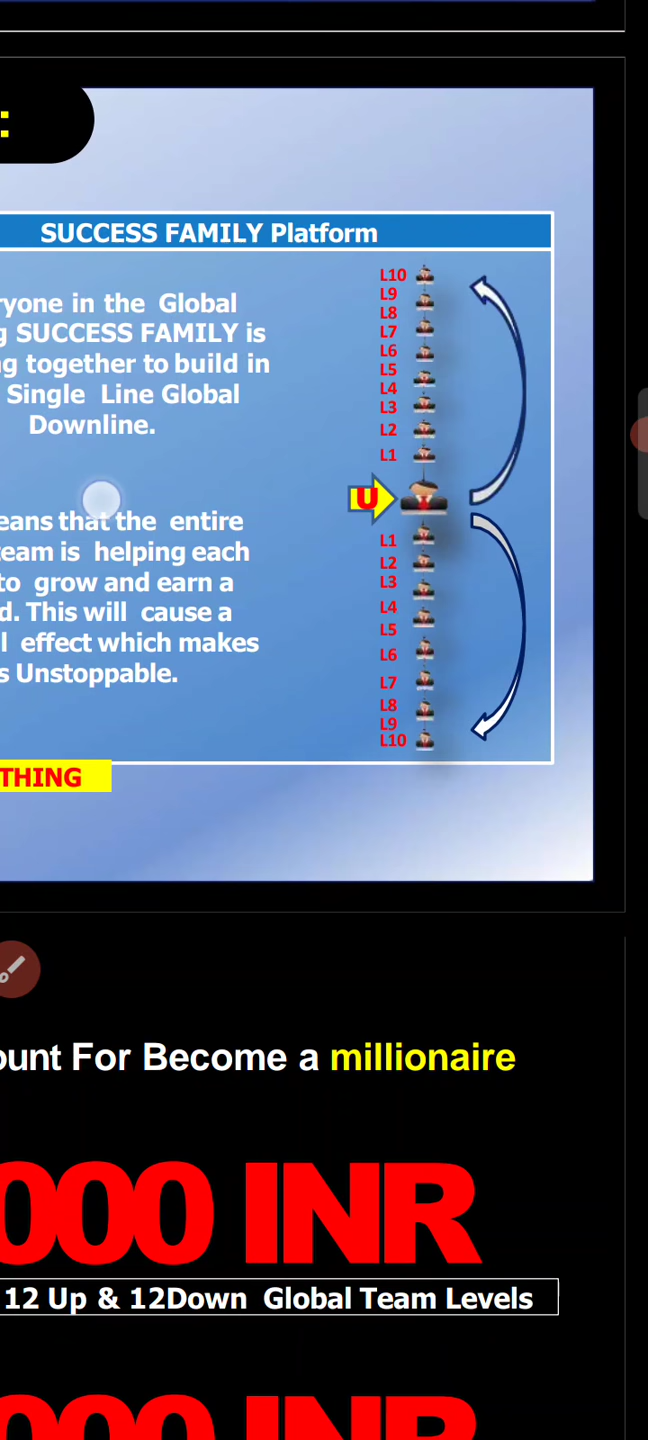 :
SUCCESS FAMILY Platform
ryone in the Global
g SUCCESS FAMILY is
ng together to build in
Single Line Global
Downline.
eans that the entire
team is helping each
to grow and earn a
d. This will cause a
l effect which makes
s Unstoppable.
THING
L10
L9
L8
L7
L6
L5
L4
L3
L2
L1
U
L1
L2
L3
L4
L5
L6
L7
L8
L9
L10
ount For Become a millionaire
000 INR
12 Up & 12Down Global Team Levels
000 INR